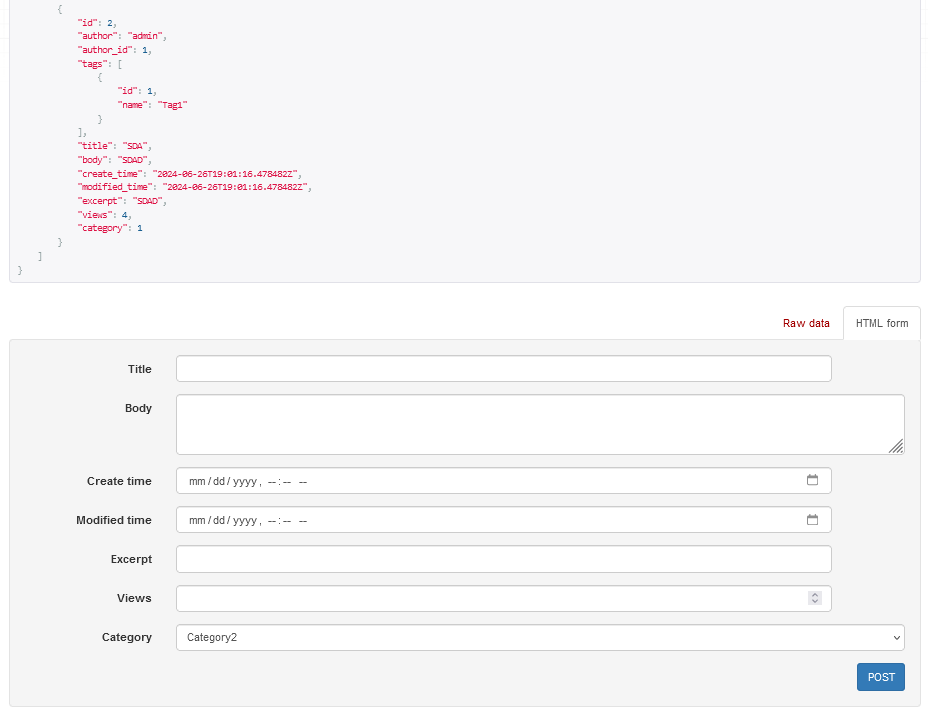 {
"id": 2,
"author": "admin",
"author_id": 1,
"tags": [
{
"id": 1,
"name": "Tag1"
}
],
"title": "SDA",
"body": "SDAD",
"create_time": "2024-06-26T19:01:16.478482Z",
"modified_time": "2024-06-26T19:01:16.478482Z",
"excerpt": "SDAD",
"views": 4,
"category": 1
}
]
}
Raw data HTML form
Title
Body
Create time mm/dd/yyyy, --:-- --
Modified time mm/dd/yyyy, --:-- --
Excerpt
Views
Category Category2
POST